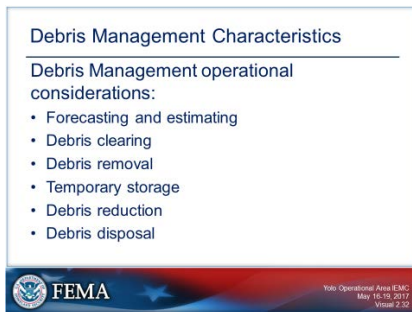 Debris Management Characteristics
Debris Management operational
considerations:
• Forecasting and estimating
• Debris clearing
• Debris removal
• Temporary storage
• Debris reduction
• Debris disposal
FEMA
Yolo Operational Area IEMC
May 16-19, 2017
Visual 2.32